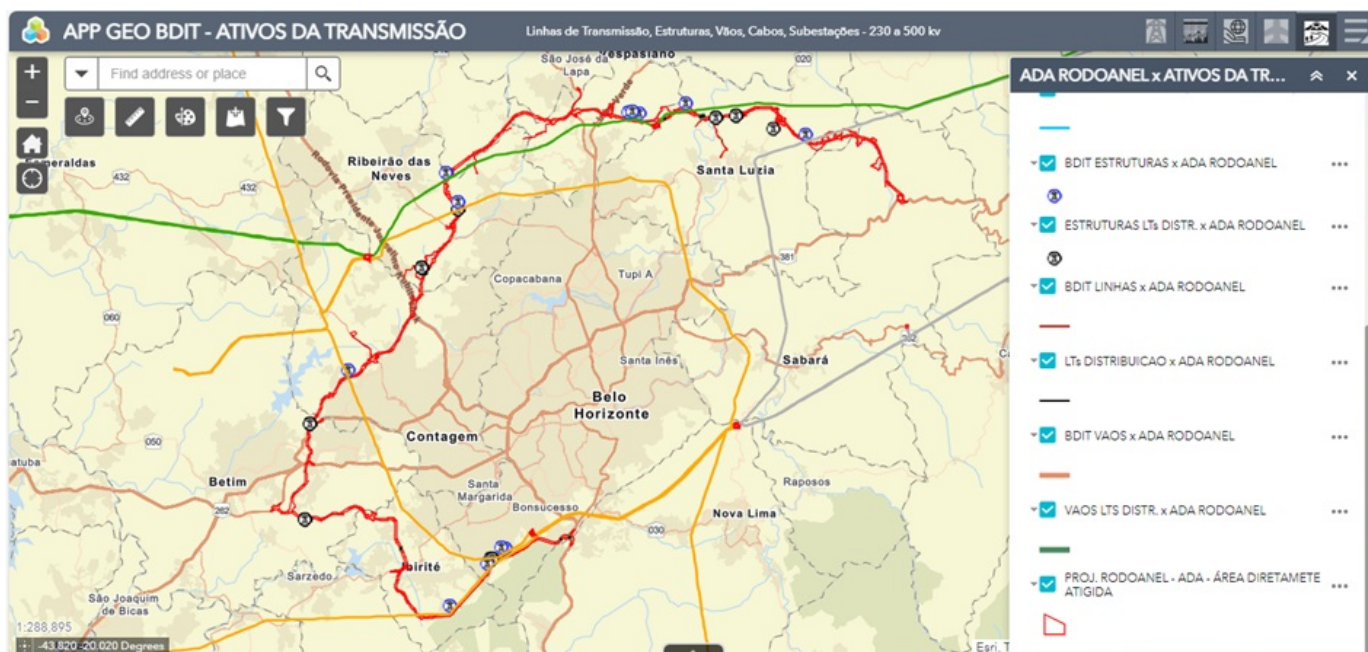 APP GEO BDIT - ATIVOS DA TRANSMISSÃO
Linhas de Transmissão, Estruturas, Vãos, Cabos, Subestações - 230 a 500 kv
+
Find address or place
−
ADA RODOANEL x ATIVOS DA TR...
BDIT ESTRUTURAS x ADA RODOANEL
ESTRUTURAS LTs DISTR. x ADA RODOANEL
BDIT LINHAS x ADA RODOANEL
LTs DISTRIBUICAO x ADA RODOANEL
BDIT VAOS x ADA RODOANEL
VAOS LTS DISTR. x ADA RODOANEL
PROJ. RODOANEL - ADA - ÁREA DIRETAMETE
ATIGIDA
São José da
Lapa
020
432
432
Ribeirão das
Neves
Santa Luzia
381
Copacabana
Tupi A
060
Santa Inês
Sabará
Belo
Horizonte
Contagem
050
Betim
262
Santa
Margarida
Bonsucesso
Raposos
Nova Lima
030
Ibirité
Sarzedo
São Joaquim
de Bicas
1:288,895
-43.820 -20.020 Degrees